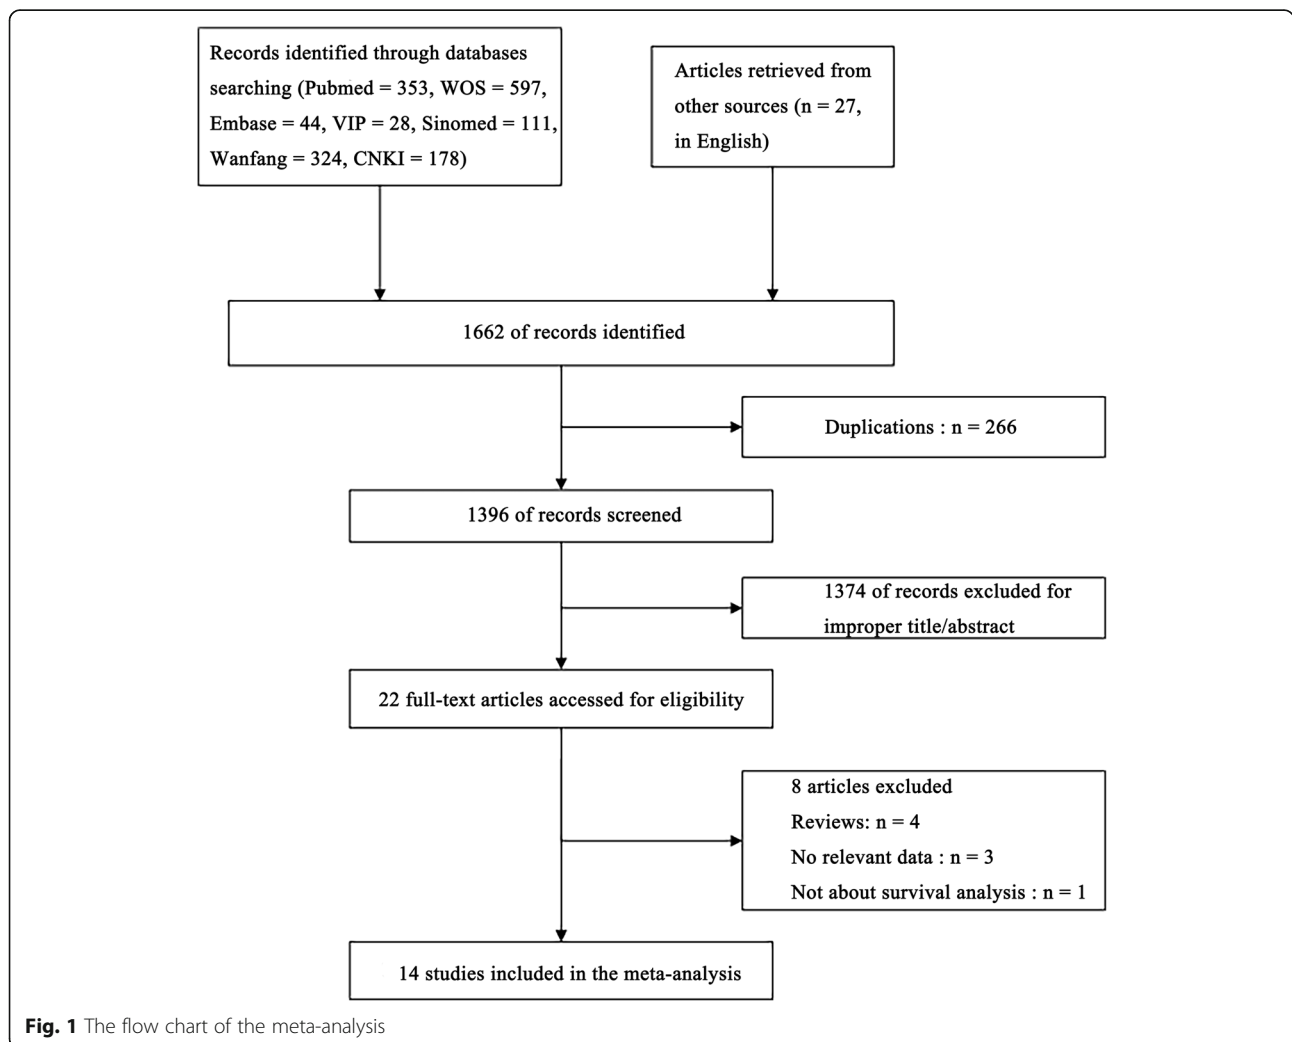 Records identified through databases
searching (Pubmed = 353, WOS = 597,
Embase = 44, VIP = 28, Sinomed = 111,
Wanfang = 324, CNKI = 178)
Articles retrieved from
other sources (n = 27,
in English)
1662 of records identified
Duplications : n = 266
1396 of records screened
1374 of records excluded for
improper title/abstract
22 full-text articles accessed for eligibility
8 articles excluded
Reviews: n = 4
No relevant data : n = 3
Not about survival analysis : n = 1
14 studies included in the meta-analysis
Fig. 1 The flow chart of the meta-analysis